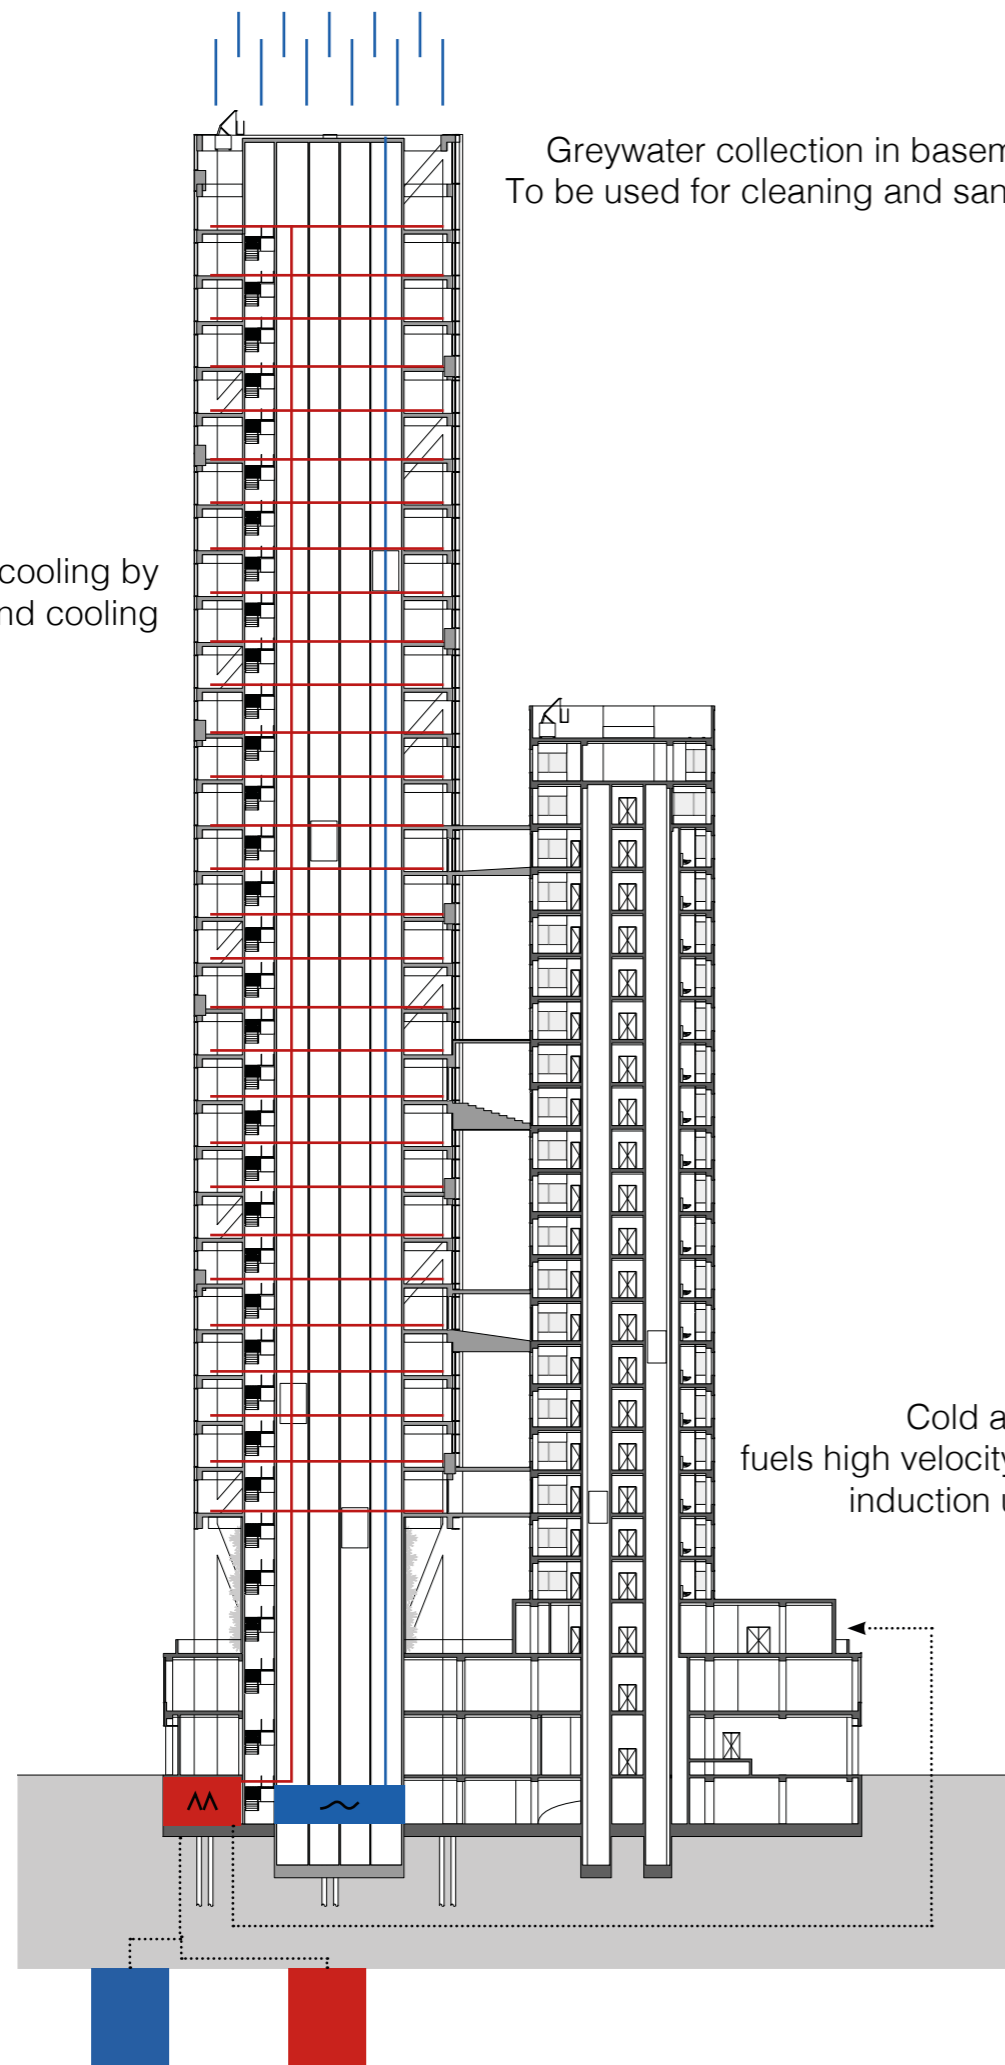 Greywater collection in basem
To be used for cleaning and san
cooling by
nd cooling
Cold a
fuels high velocity
induction u